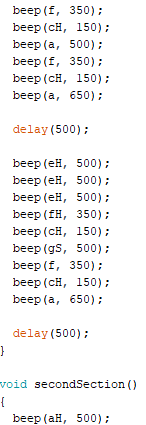 beep(f, 350);
beep(cH, 150);
beep(a, 500);
beep(f, 350);
beep(cH, 150);
beep(a, 650);
delay(500);
beep(eH, 500);
beep(eH, 500);
beep(eH, 500);
beep(fH, 350);
beep(cH, 150);
beep(gS, 500);
beep(f, 350);
beep(cH, 150);
beep(a, 650);
delay(500);
}
void secondSection()
{
beep(aH, 500);